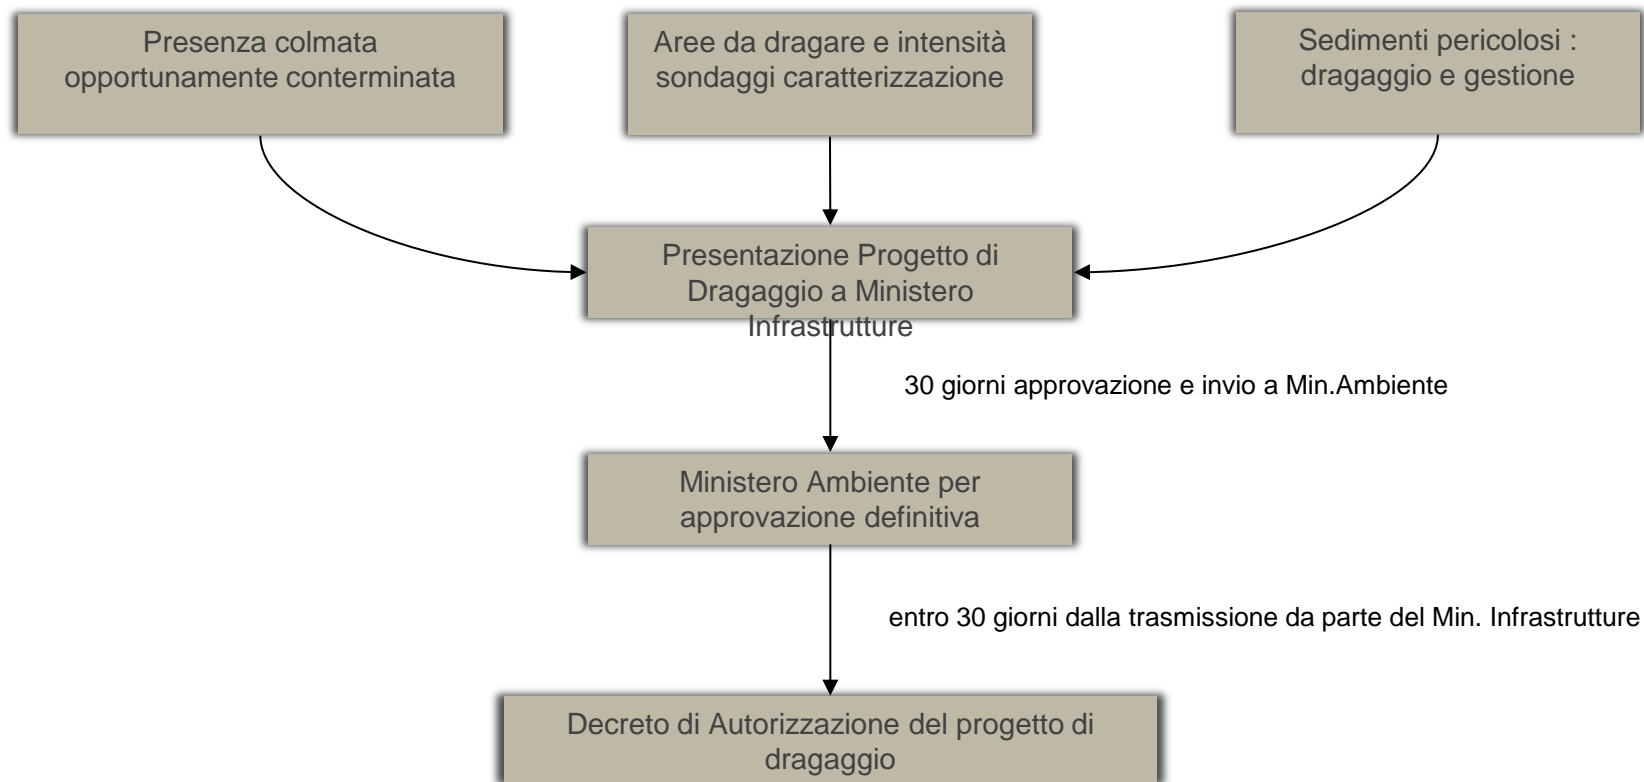 Presenza colmata
opportunamente conterminata
Aree da dragare e intensità
sondaggi caratterizzazione
Sedimenti pericolosi :
dragaggio e gestione
Presentazione Progetto di
Dragaggio a Ministero
Infrastrutture
30 giorni approvazione e invio a Min.Ambiente
Ministero Ambiente per
approvazione definitiva
entro 30 giorni dalla trasmissione da parte del Min. Infrastrutture
Decreto di Autorizzazione del progetto di
dragaggio